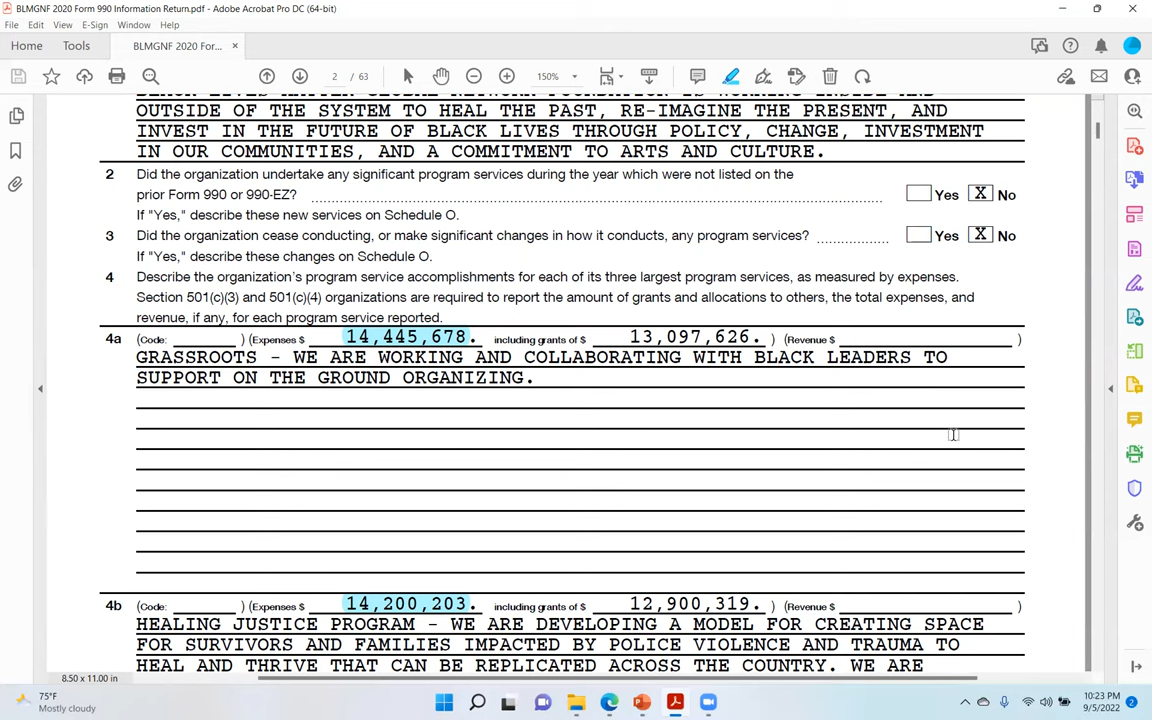 BLMGNF 2020 Form 990 Information Return.pdf - Adobe Acrobat Pro DC (64-bit)
File Edit View E-Sign Window Help
Home Tools BLMGNF 2020 For... ×
2 / 63 150%
BLACK LIVES MATTER GLOBAL NETWORK FOUNDATION IS WORKING INSIDE AND
OUTSIDE OF THE SYSTEM TO HEAL THE PAST, RE-IMAGINE THE PRESENT, AND
INVEST IN THE FUTURE OF BLACK LIVES THROUGH POLICY, CHANGE, INVESTMENT
IN OUR COMMUNITIES, AND A COMMITMENT TO ARTS AND CULTURE.
2 Did the organization undertake any significant program services during the year which were not listed on the
prior Form 990 or 990-EZ? Yes X No
If "Yes," describe these new services on Schedule O.
3 Did the organization cease conducting, or make significant changes in how it conducts, any program services? Yes X No
If "Yes," describe these changes on Schedule O.
4 Describe the organization's program service accomplishments for each of its three largest program services, as measured by expenses.
Section 501(c)(3) and 501(c)(4) organizations are required to report the amount of grants and allocations to others, the total expenses, and
revenue, if any, for each program service reported.
4a (Code: ) (Expenses $ 14,445,678. including grants of $ 13,097,626. ) (Revenue $ )
GRASSROOTS - WE ARE WORKING AND COLLABORATING WITH BLACK LEADERS TO
SUPPORT ON THE GROUND ORGANIZING.
4b (Code: ) (Expenses $ 14,200,203. including grants of $ 12,900,319. ) (Revenue $ )
HEALING JUSTICE PROGRAM - WE ARE DEVELOPING A MODEL FOR CREATING SPACE
FOR SURVIVORS AND FAMILIES IMPACTED BY POLICE VIOLENCE AND TRAUMA TO
HEAL AND THRIVE THAT CAN BE REPLICATED ACROSS THE COUNTRY. WE ARE
8.50 x 11.00 in
75°F
Mostly cloudy
10:23 PM
9/5/2022
2